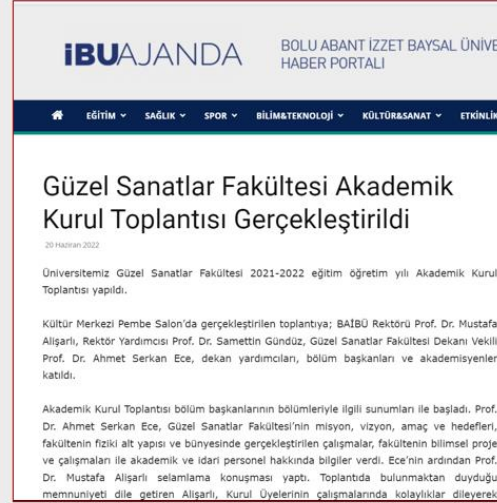 iBUAJANDA
BOLU ABANT İZZET BAYSAL ÜNİVE
HABER PORTALI
EĞİTİM SAĞLIK SPOR BİLİM&TEKNOLOJİ KÜLTÜR&SANAT ETKİNLİK
Güzel Sanatlar Fakültesi Akademik
Kurul Toplantısı Gerçekleştirildi
20 Haziran 2022
Üniversitemiz Güzel Sanatlar Fakültesi 2021-2022 eğitim öğretim yılı Akademik Kurul
Toplantısı yapıldı.
Kültür Merkezi Pembe Salon’da gerçekleştirilen toplantıya; BAİBÜ Rektörü Prof. Dr. Mustafa
Alişarlı, Rektör Yardımcısı Prof. Dr. Samettin Gündüz, Güzel Sanatlar Fakültesi Dekanı Vekili
Prof. Dr. Ahmet Serkan Ece, dekan yardımcıları, bölüm başkanları ve akademisyenler
katıldı.
Akademik Kurul Toplantısı bölüm başkanlarının bölümleriyle ilgili sunumları ile başladı. Prof.
Dr. Ahmet Serkan Ece, Güzel Sanatlar Fakültesi’nin misyon, vizyon, amaç ve hedefleri,
fakültenin fiziki alt yapısı ve bünyesinde gerçekleştirilen çalışmalar, fakültenin bilimsel proje
ve çalışmaları ile akademik ve idari personel hakkında bilgiler verdi. Ece’nin ardından Prof.
Dr. Mustafa Alişarlı selamlama konuşması yaptı. Toplantıda bulunmaktan duyduğu
memnuniyeti dile getiren Alişarlı, Kurul Üyelerinin çalışmalarında kolaylıklar dileyerek